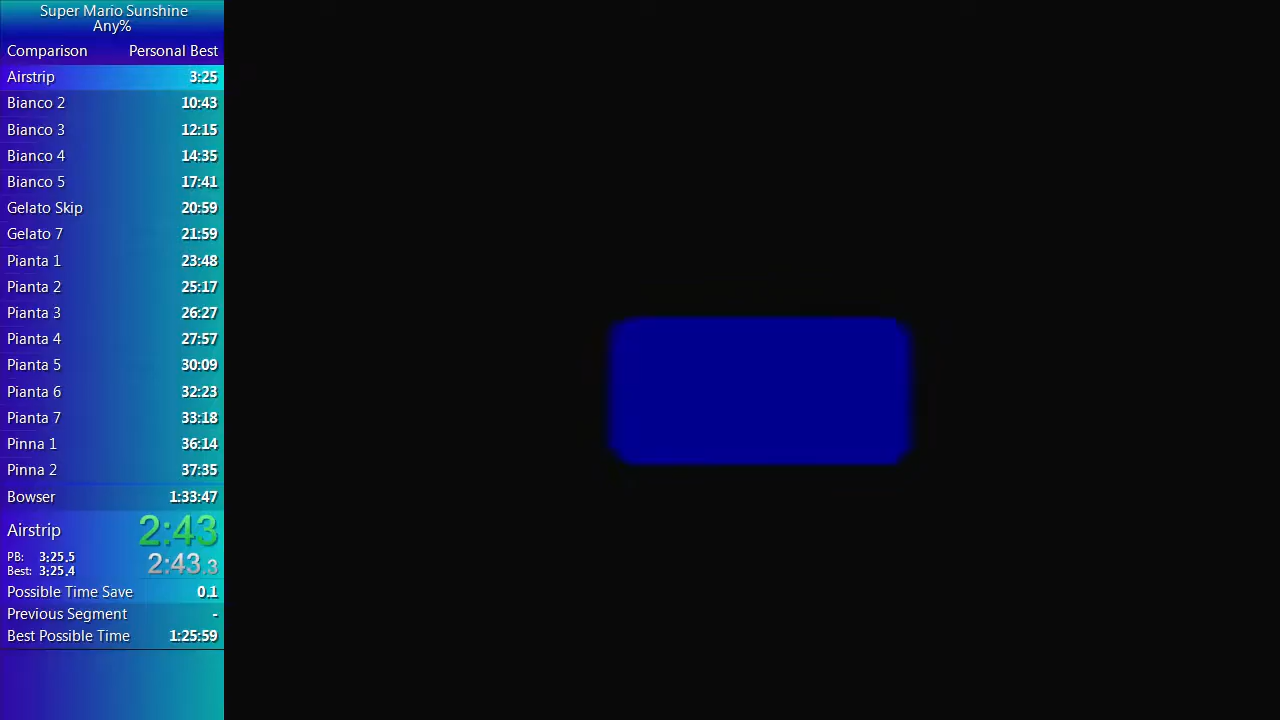 Super Mario Sunshine
Any%
Comparison Personal Best
Airstrip 3:25
Bianco 2 10:43
Bianco 3 12:15
Bianco 4 14:35
Bianco 5 17:41
Gelato Skip 20:59
Gelato 7 21:59
Pianta 1 23:48
Pianta 2 25:17
Pianta 3 26:27
Pianta 4 27:57
Pianta 5 30:09
Pianta 6 32:23
Pianta 7 33:18
Pinna 1 36:14
Pinna 2 37:35
Bowser 1:33:47
Airstrip 2:43
PB: 3:25.5 2:43.3
Best: 3:25.4
Possible Time Save 0.1
Previous Segment -
Best Possible Time 1:25:59